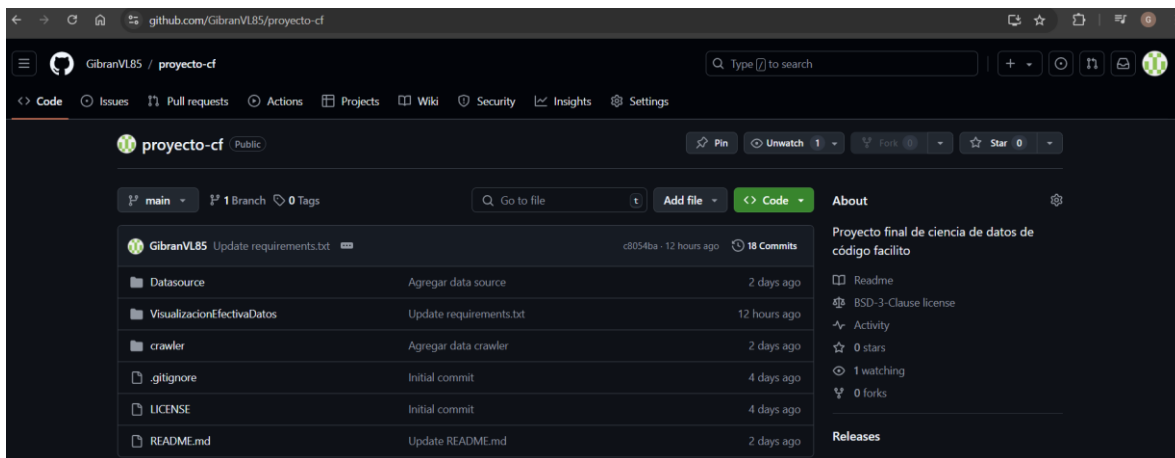 github.com/GibranVL85/proyecto-cf
G
GibranVL85 / proyecto-cf
Type / to search
<> Code Issues Pull requests Actions Projects Wiki Security Insights Settings
proyecto-cf Public
Pin Unwatch 1 Fork 0 Star 0
main 1 Branch 0 Tags
Go to file t Add file <> Code
GibranVL85 Update requirements.txt c8054ba · 12 hours ago 18 Commits
Datasource Agregar data source 2 days ago
VisualizacionEfectivaDatos Update requirements.txt 12 hours ago
crawler Agregar data crawler 2 days ago
.gitignore Initial commit 4 days ago
LICENSE Initial commit 4 days ago
README.md Update README.md 2 days ago
About
Proyecto final de ciencia de datos de
código facilito
Readme
BSD-3-Clause license
Activity
0 stars
1 watching
0 forks
Releases